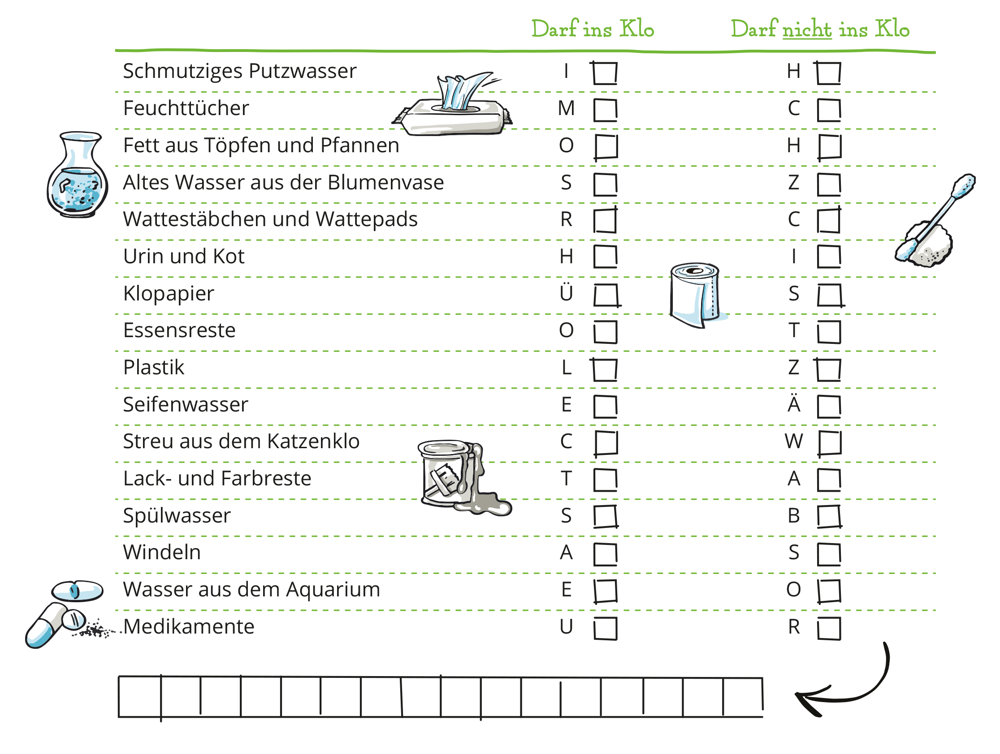 Darf ins Klo Darf nicht ins Klo
Schmutziges Putzwasser I H
Feuchttücher M C
Fett aus Töpfen und Pfannen O H
Altes Wasser aus der Blumenvase S Z
Wattestäbchen und Wattepads R C
Urin und Kot H I
Klopapier Ü S
Essensreste O T
Plastik L Z
Seifenwasser E Ä
Streu aus dem Katzenklo C W
Lack- und Farbreste T A
Spülwasser S B
Windeln A S
Wasser aus dem Aquarium E O
Medikamente U R